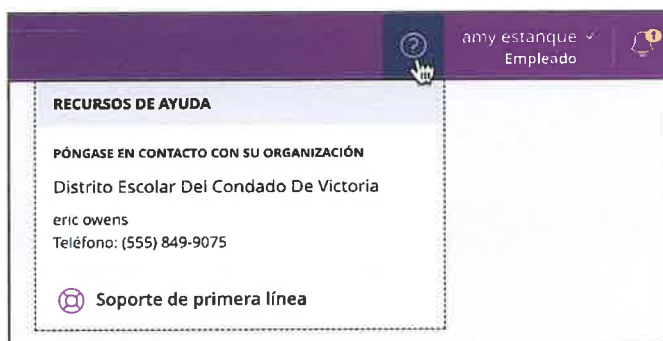 amy estanque
Empleado
1
RECURSOS DE AYUDA
PÓNGASE EN CONTACTO CON SU ORGANIZACIÓN
Distrito Escolar Del Condado De Victoria
eric owens
Teléfono: (555) 849-9075
Soporte de primera línea